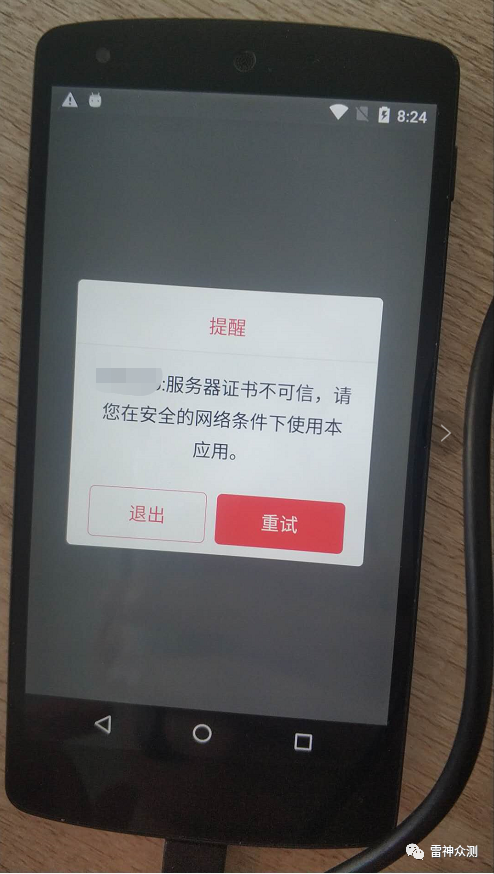 8:24
提醒
:服务器证书不可信，请
您在安全的网络条件下使用本
应用。
退出
重试
雷神众测